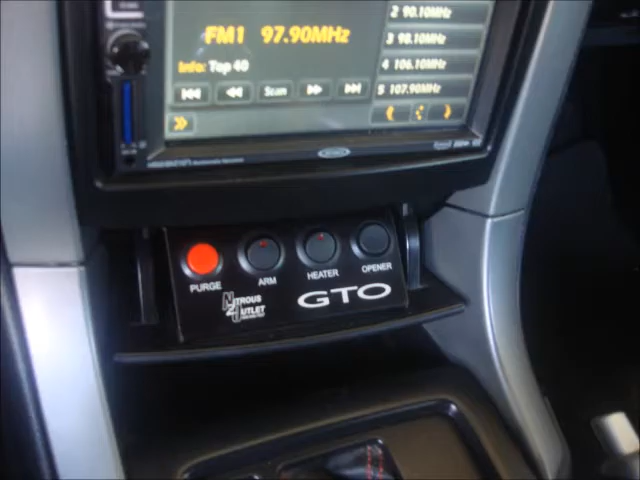 2 90.10MHz
FM1 97.90MHz
3 98.10MHz
Info: Top 40
4 106.10MHz
Scan
5 107.90MHz
PURGE
ARM
HEATER
OPENER
NITROUS
OUTLET
GTO